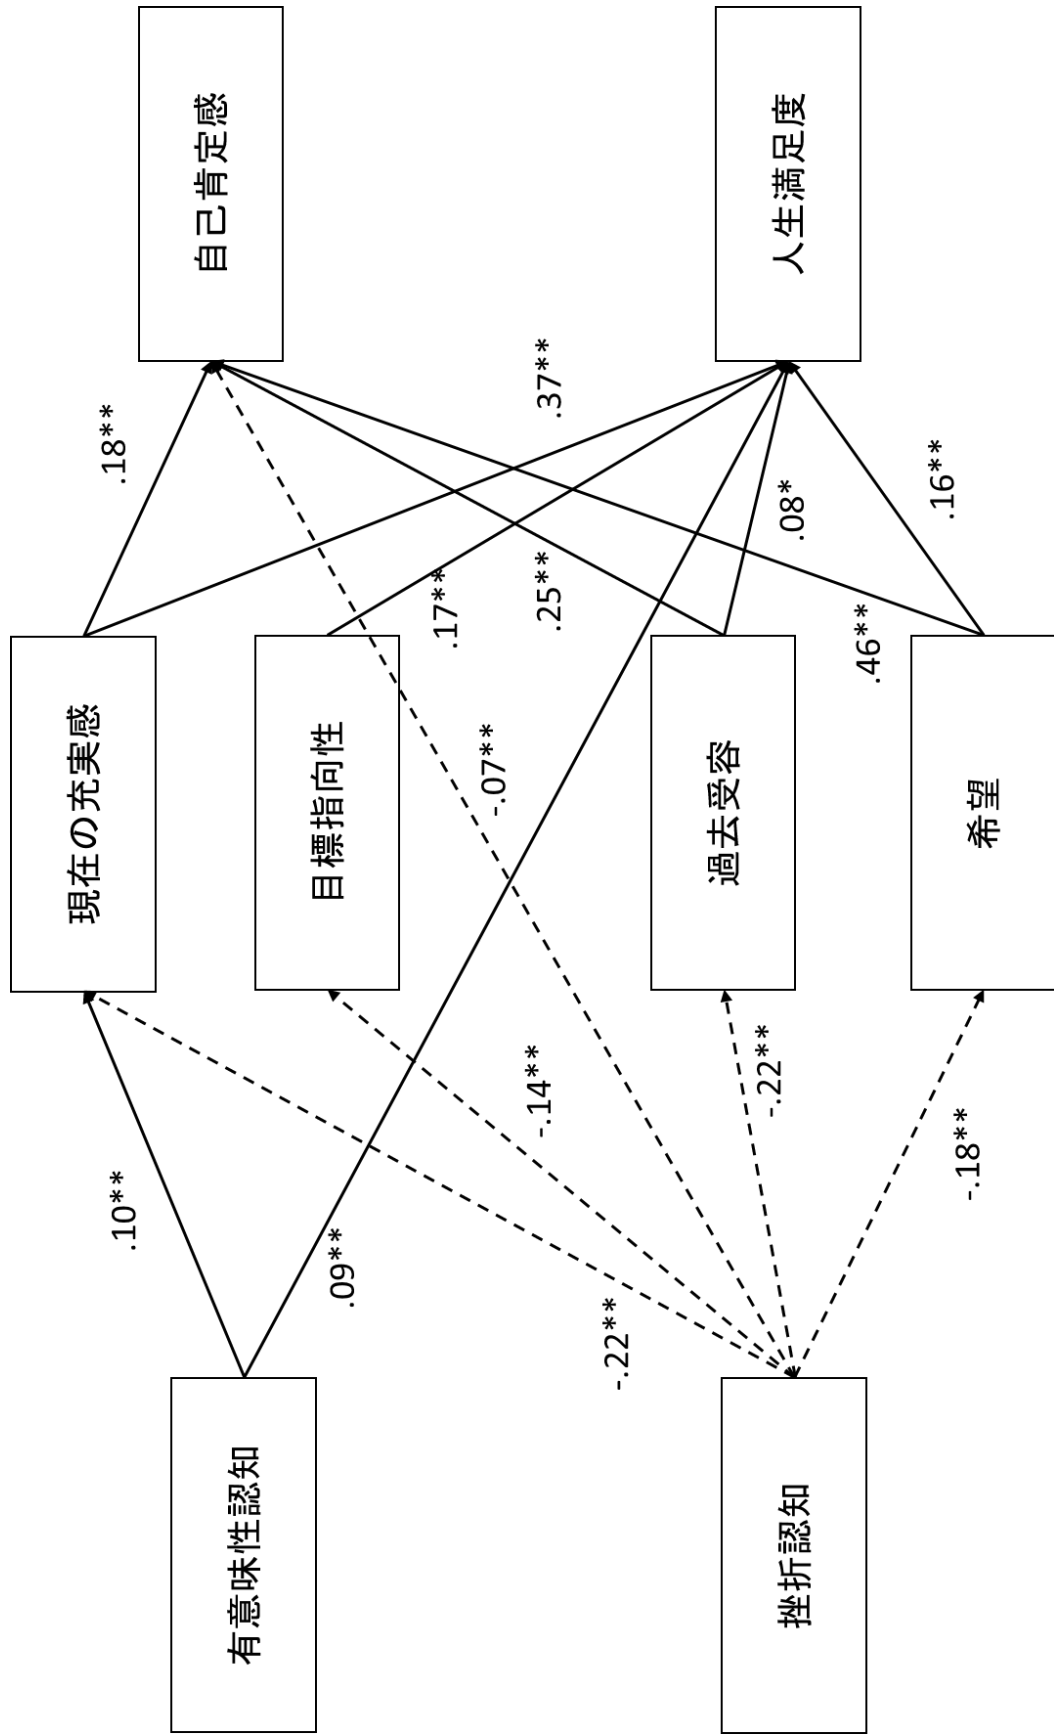 有意味性認知
挫折認知
.10**
.09**
-.22**
-.14**
-.22**
-.18**
現在の充実感
目標指向性
過去受容
希望
-.07**
.18**
.37**
.17**
.25**
.08*
.46**
.16**
自己肯定感
人生満足度